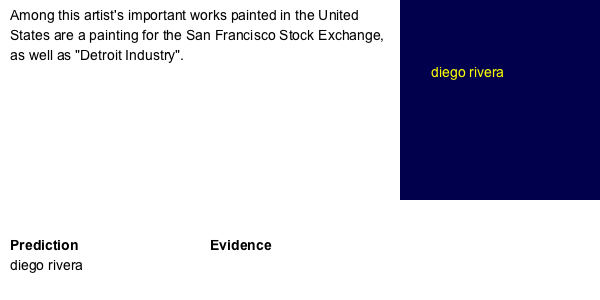 Among this artist's important works painted in the United
States are a painting for the San Francisco Stock Exchange,
as well as "Detroit Industry".
diego rivera
Prediction Evidence
diego rivera